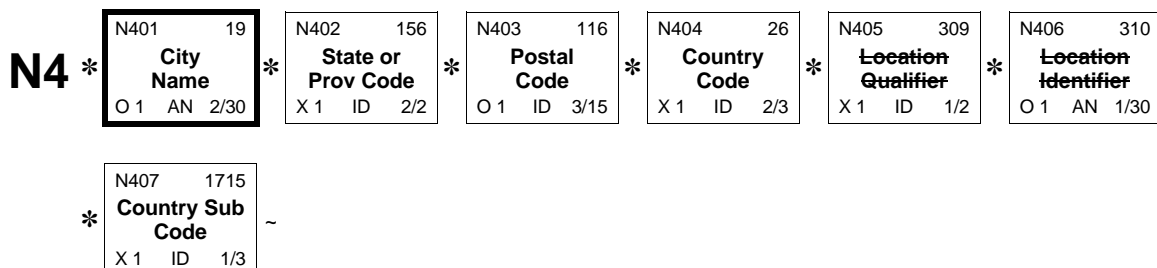 N4 * N401 19 * N402 156 * N403 116 * N404 26 * N405 309 * N406 310
City Name State or Prov Code Postal Code Country Code Location Qualifier Location Identifier
O 1 AN 2/30 X 1 ID 2/2 O 1 ID 3/15 X 1 ID 2/3 X 1 ID 1/2 O 1 AN 1/30
* N407 1715
Country Sub
Code ~
X 1 ID 1/3